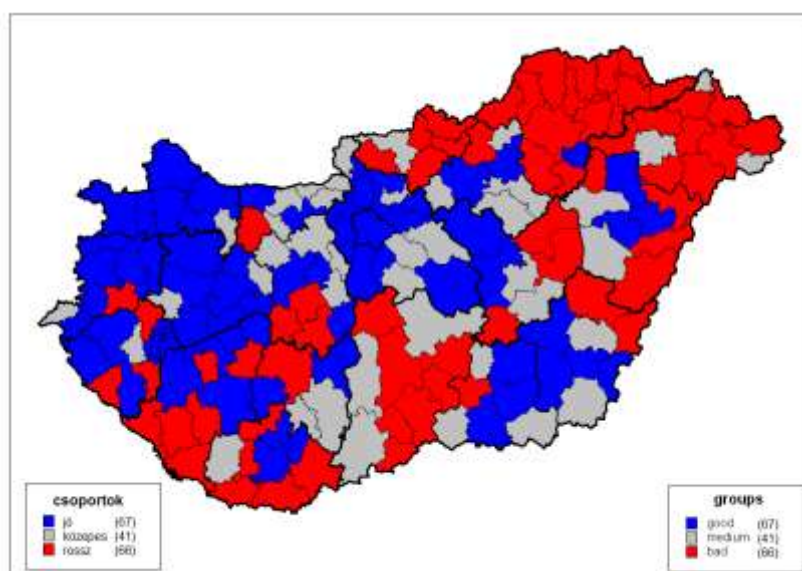 csoportok
jó (67)
közepes (41)
rossz (66)
groups
good (67)
medium (41)
bad (66)